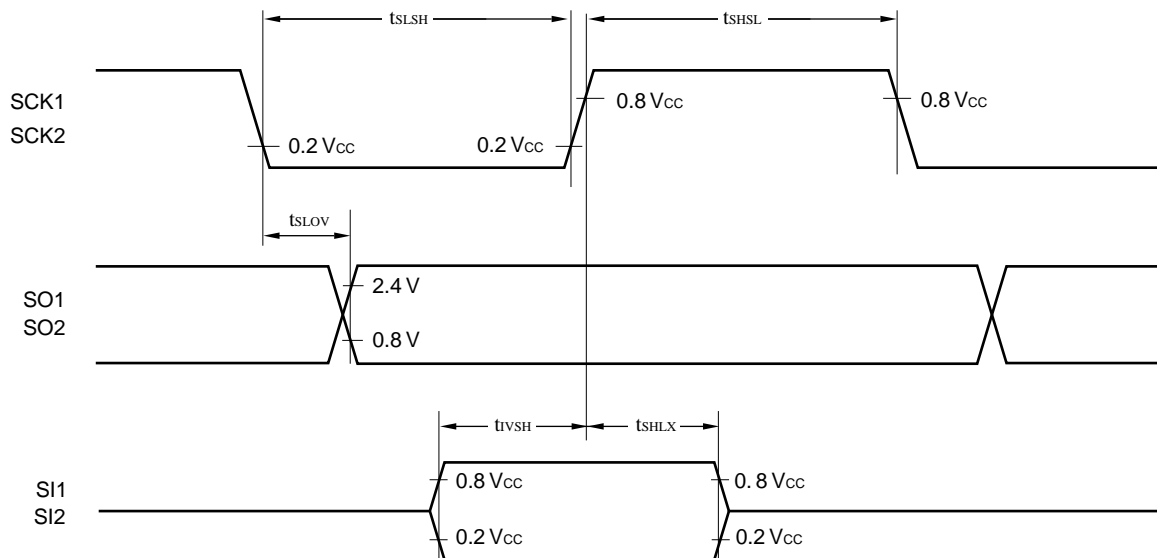 tSLSH tSHSL
SCK1 0.8 VCC 0.8 VCC
SCK2 0.2 VCC 0.2 VCC
tSLOV
SO1 2.4 V
SO2 0.8 V
tIVSH tSHLX
SI1 0.8 VCC 0. 8 VCC
SI2 0.2 VCC 0.2 VCC